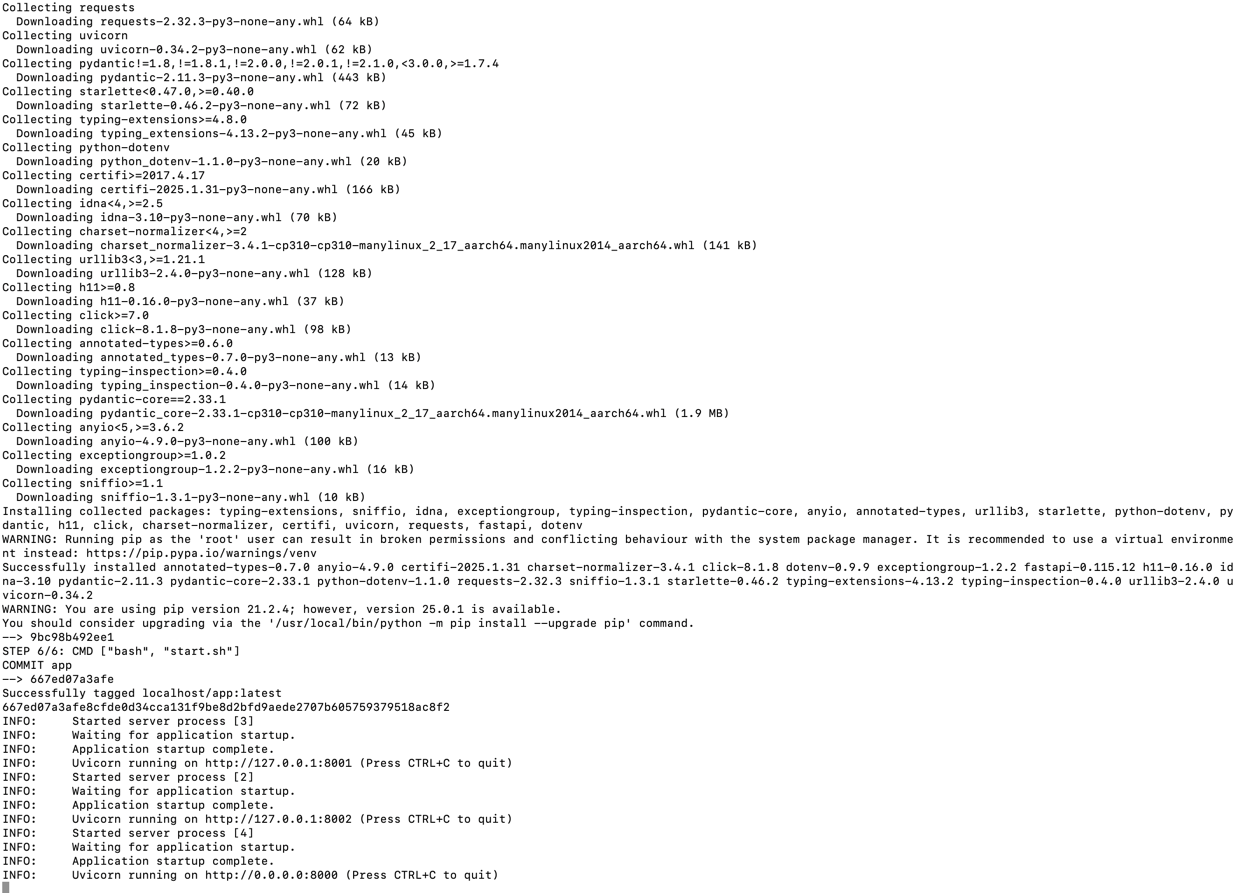 Collecting requests
  Downloading requests-2.32.3-py3-none-any.whl (64 kB)
Collecting uvicorn
  Downloading uvicorn-0.34.2-py3-none-any.whl (62 kB)
Collecting pydantic!=1.8,!=1.8.1,!=2.0.0,!=2.0.1,!=2.1.0,<3.0.0,>=1.7.4
  Downloading pydantic-2.11.3-py3-none-any.whl (443 kB)
Collecting starlette<0.47.0,>=0.40.0
  Downloading starlette-0.46.2-py3-none-any.whl (72 kB)
Collecting typing-extensions>=4.8.0
  Downloading typing_extensions-4.13.2-py3-none-any.whl (45 kB)
Collecting python-dotenv
  Downloading python_dotenv-1.1.0-py3-none-any.whl (20 kB)
Collecting certifi>=2017.4.17
  Downloading certifi-2025.1.31-py3-none-any.whl (166 kB)
Collecting idna<4,>=2.5
  Downloading idna-3.10-py3-none-any.whl (70 kB)
Collecting charset-normalizer<4,>=2
  Downloading charset_normalizer-3.4.1-cp310-cp310-manylinux_2_17_aarch64.manylinux2014_aarch64.whl (141 kB)
Collecting urllib3<3,>=1.21.1
  Downloading urllib3-2.4.0-py3-none-any.whl (128 kB)
Collecting h11>=0.8
  Downloading h11-0.16.0-py3-none-any.whl (37 kB)
Collecting click>=7.0
  Downloading click-8.1.8-py3-none-any.whl (98 kB)
Collecting annotated-types>=0.6.0
  Downloading annotated_types-0.7.0-py3-none-any.whl (13 kB)
Collecting typing-inspection>=0.4.0
  Downloading typing_inspection-0.4.0-py3-none-any.whl (14 kB)
Collecting pydantic-core==2.33.1
  Downloading pydantic_core-2.33.1-cp310-cp310-manylinux_2_17_aarch64.manylinux2014_aarch64.whl (1.9 MB)
Collecting anyio<5,>=3.6.2
  Downloading anyio-4.9.0-py3-none-any.whl (100 kB)
Collecting exceptiongroup>=1.0.2
  Downloading exceptiongroup-1.2.2-py3-none-any.whl (16 kB)
Collecting sniffio>=1.1
  Downloading sniffio-1.3.1-py3-none-any.whl (10 kB)
Installing collected packages: typing-extensions, sniffio, idna, exceptiongroup, typing-inspection, pydantic-core, anyio, annotated-types, urllib3, starlette, python-dotenv, py
dantic, h11, click, charset-normalizer, certifi, uvicorn, requests, fastapi, dotenv
WARNING: Running pip as the 'root' user can result in broken permissions and conflicting behaviour with the system package manager. It is recommended to use a virtual environme
nt instead: https://pip.pypa.io/warnings/venv
Successfully installed annotated-types-0.7.0 anyio-4.9.0 certifi-2025.1.31 charset-normalizer-3.4.1 click-8.1.8 dotenv-0.9.9 exceptiongroup-1.2.2 fastapi-0.115.12 h11-0.16.0 id
na-3.10 pydantic-2.11.3 pydantic-core-2.33.1 python-dotenv-1.1.0 requests-2.32.3 sniffio-1.3.1 starlette-0.46.2 typing-extensions-4.13.2 typing-inspection-0.4.0 urllib3-2.4.0 u
vicorn-0.34.2
WARNING: You are using pip version 21.2.4; however, version 25.0.1 is available.
You should consider upgrading via the '/usr/local/bin/python -m pip install --upgrade pip' command.
--> 9bc98b492ee1
STEP 6/6: CMD ["bash", "start.sh"]
COMMIT app
--> 667ed07a3afe
Successfully tagged localhost/app:latest
667ed07a3afe8cfde0d34cca131f9be8d2bfd9aede2707b605759379518ac8f2
INFO:     Started server process [3]
INFO:     Waiting for application startup.
INFO:     Application startup complete.
INFO:     Uvicorn running on http://127.0.0.1:8001 (Press CTRL+C to quit)
INFO:     Started server process [2]
INFO:     Waiting for application startup.
INFO:     Application startup complete.
INFO:     Uvicorn running on http://127.0.0.1:8002 (Press CTRL+C to quit)
INFO:     Started server process [4]
INFO:     Waiting for application startup.
INFO:     Application startup complete.
INFO:     Uvicorn running on http://0.0.0.0:8000 (Press CTRL+C to quit)